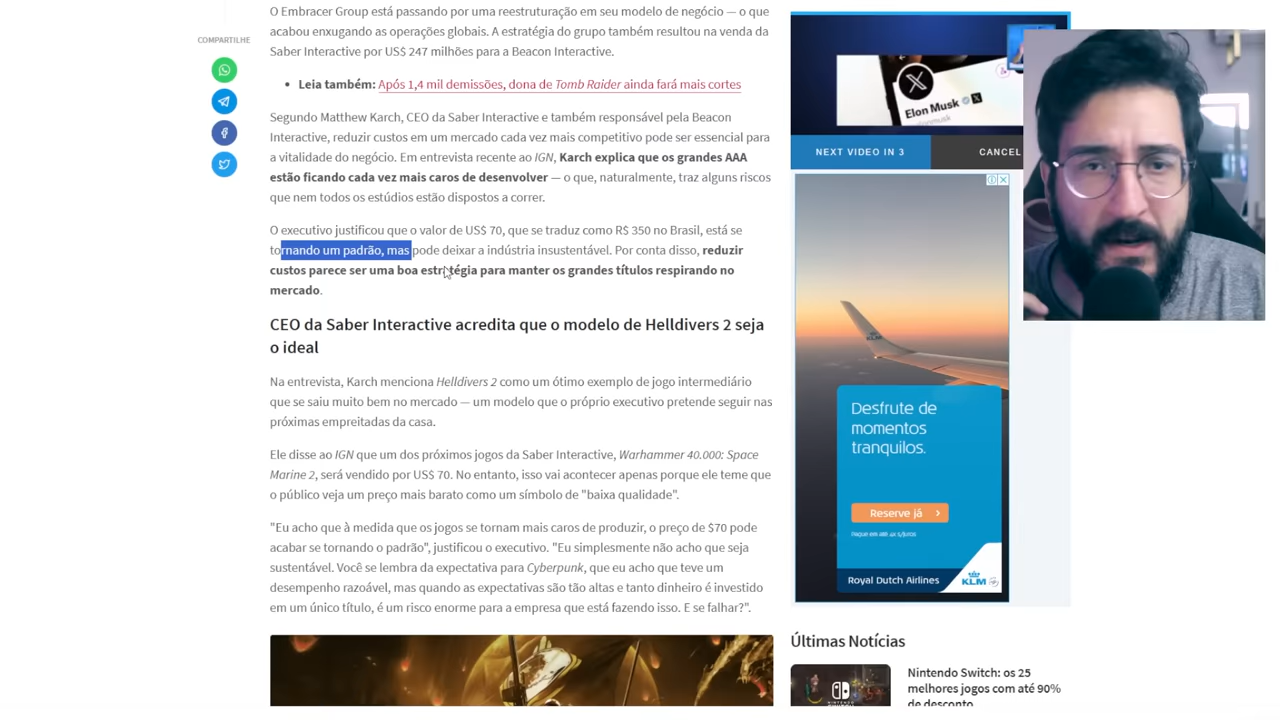 O Embracer Group está passando por uma reestruturação em seu modelo de negócio — o que
acabou enxugando as operações globais. A estratégia do grupo também resultou na venda da
Saber Interactive por US$ 247 milhões para a Beacon Interactive.
COMPARTILHE
Leia também: Após 1,4 mil demissões, dona de Tomb Raider ainda fará mais cortes
Segundo Matthew Karch, CEO da Saber Interactive e também responsável pela Beacon
Interactive, reduzir custos em um mercado cada vez mais competitivo pode ser essencial para
a vitalidade do negócio. Em entrevista recente ao IGN, Karch explica que os grandes AAA
estão ficando cada vez mais caros de desenvolver — o que, naturalmente, traz alguns riscos
que nem todos os estúdios estão dispostos a correr.
O executivo justificou que o valor de US$ 70, que se traduz como R$ 350 no Brasil, está se
tornando um padrão, mas pode deixar a indústria insustentável. Por conta disso, reduzir
custos parece ser uma boa estratégia para manter os grandes títulos respirando no
mercado.
CEO da Saber Interactive acredita que o modelo de Helldivers 2 seja
o ideal
Na entrevista, Karch menciona Helldivers 2 como um ótimo exemplo de jogo intermediário
que se saiu muito bem no mercado — um modelo que o próprio executivo pretende seguir nas
próximas empreitadas da casa.
Ele disse ao IGN que um dos próximos jogos da Saber Interactive, Warhammer 40.000: Space
Marine 2, será vendido por US$ 70. No entanto, isso vai acontecer apenas porque ele teme que
o público veja um preço mais barato como um símbolo de "baixa qualidade".
"Eu acho que à medida que os jogos se tornam mais caros de produzir, o preço de $70 pode
acabar se tornando o padrão", justificou o executivo. "Eu simplesmente não acho que seja
sustentável. Você se lembra da expectativa para Cyberpunk, que eu acho que teve um
desempenho razoável, mas quando as expectativas são tão altas e tanto dinheiro é investido
em um único título, é um risco enorme para a empresa que está fazendo isso. E se falhar?".
Elon Musk
NEXT VIDEO IN 3
CANCEL
Desfrute de
momentos
tranquilos.
Reserve já
Pague em até 4x s/juros
Royal Dutch Airlines
KLM
Últimas Notícias
Nintendo Switch: os 25
melhores jogos com até 90%
de desconto